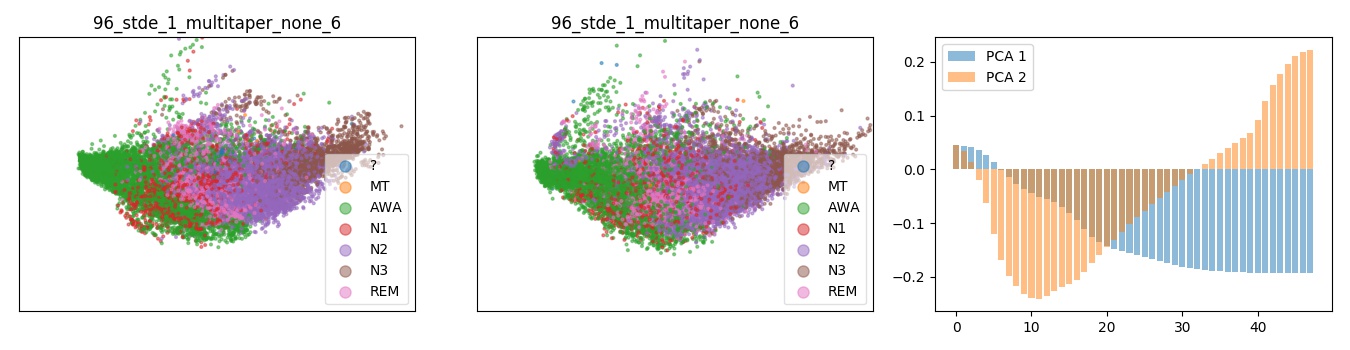 96_stde_1_multitaper_none_6
?
MT
AWA
N1
N2
N3
REM
96_stde_1_multitaper_none_6
?
MT
AWA
N1
N2
N3
REM
PCA 1
PCA 2
0.2
0.1
0.0
−0.1
−0.2
0 10 20 30 40